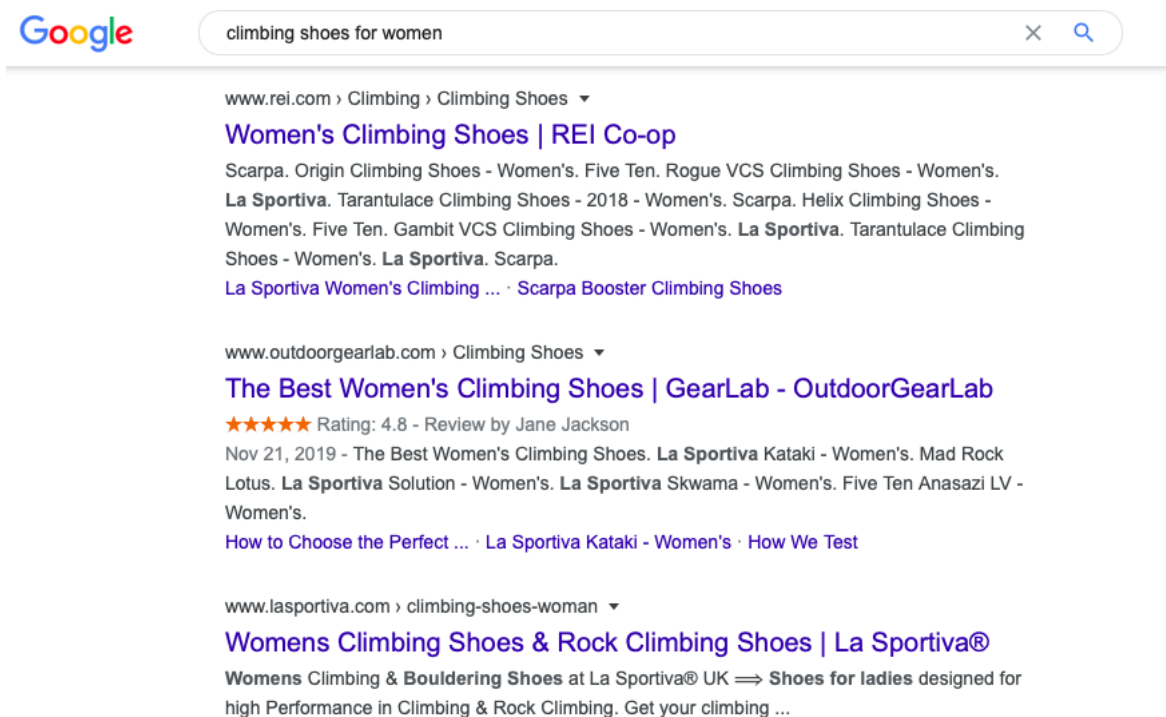 Google
climbing shoes for women
www.rei.com › Climbing › Climbing Shoes
Women's Climbing Shoes | REI Co-op
Scarpa. Origin Climbing Shoes - Women's. Five Ten. Rogue VCS Climbing Shoes - Women's.
La Sportiva. Tarantulace Climbing Shoes - 2018 - Women's. Scarpa. Helix Climbing Shoes -
Women's. Five Ten. Gambit VCS Climbing Shoes - Women's. La Sportiva. Tarantulace Climbing
Shoes - Women's. La Sportiva. Scarpa.
La Sportiva Women's Climbing ... · Scarpa Booster Climbing Shoes
www.outdoorgearlab.com › Climbing Shoes
The Best Women's Climbing Shoes | GearLab - OutdoorGearLab
★★★★★ Rating: 4.8 - Review by Jane Jackson
Nov 21, 2019 - The Best Women's Climbing Shoes. La Sportiva Kataki - Women's. Mad Rock
Lotus. La Sportiva Solution - Women's. La Sportiva Skwama - Women's. Five Ten Anasazi LV -
Women's.
How to Choose the Perfect ... · La Sportiva Kataki - Women's · How We Test
www.lasportiva.com › climbing-shoes-woman
Womens Climbing Shoes & Rock Climbing Shoes | La Sportiva®
Womens Climbing & Bouldering Shoes at La Sportiva® UK ⟹ Shoes for ladies designed for
high Performance in Climbing & Rock Climbing. Get your climbing ...